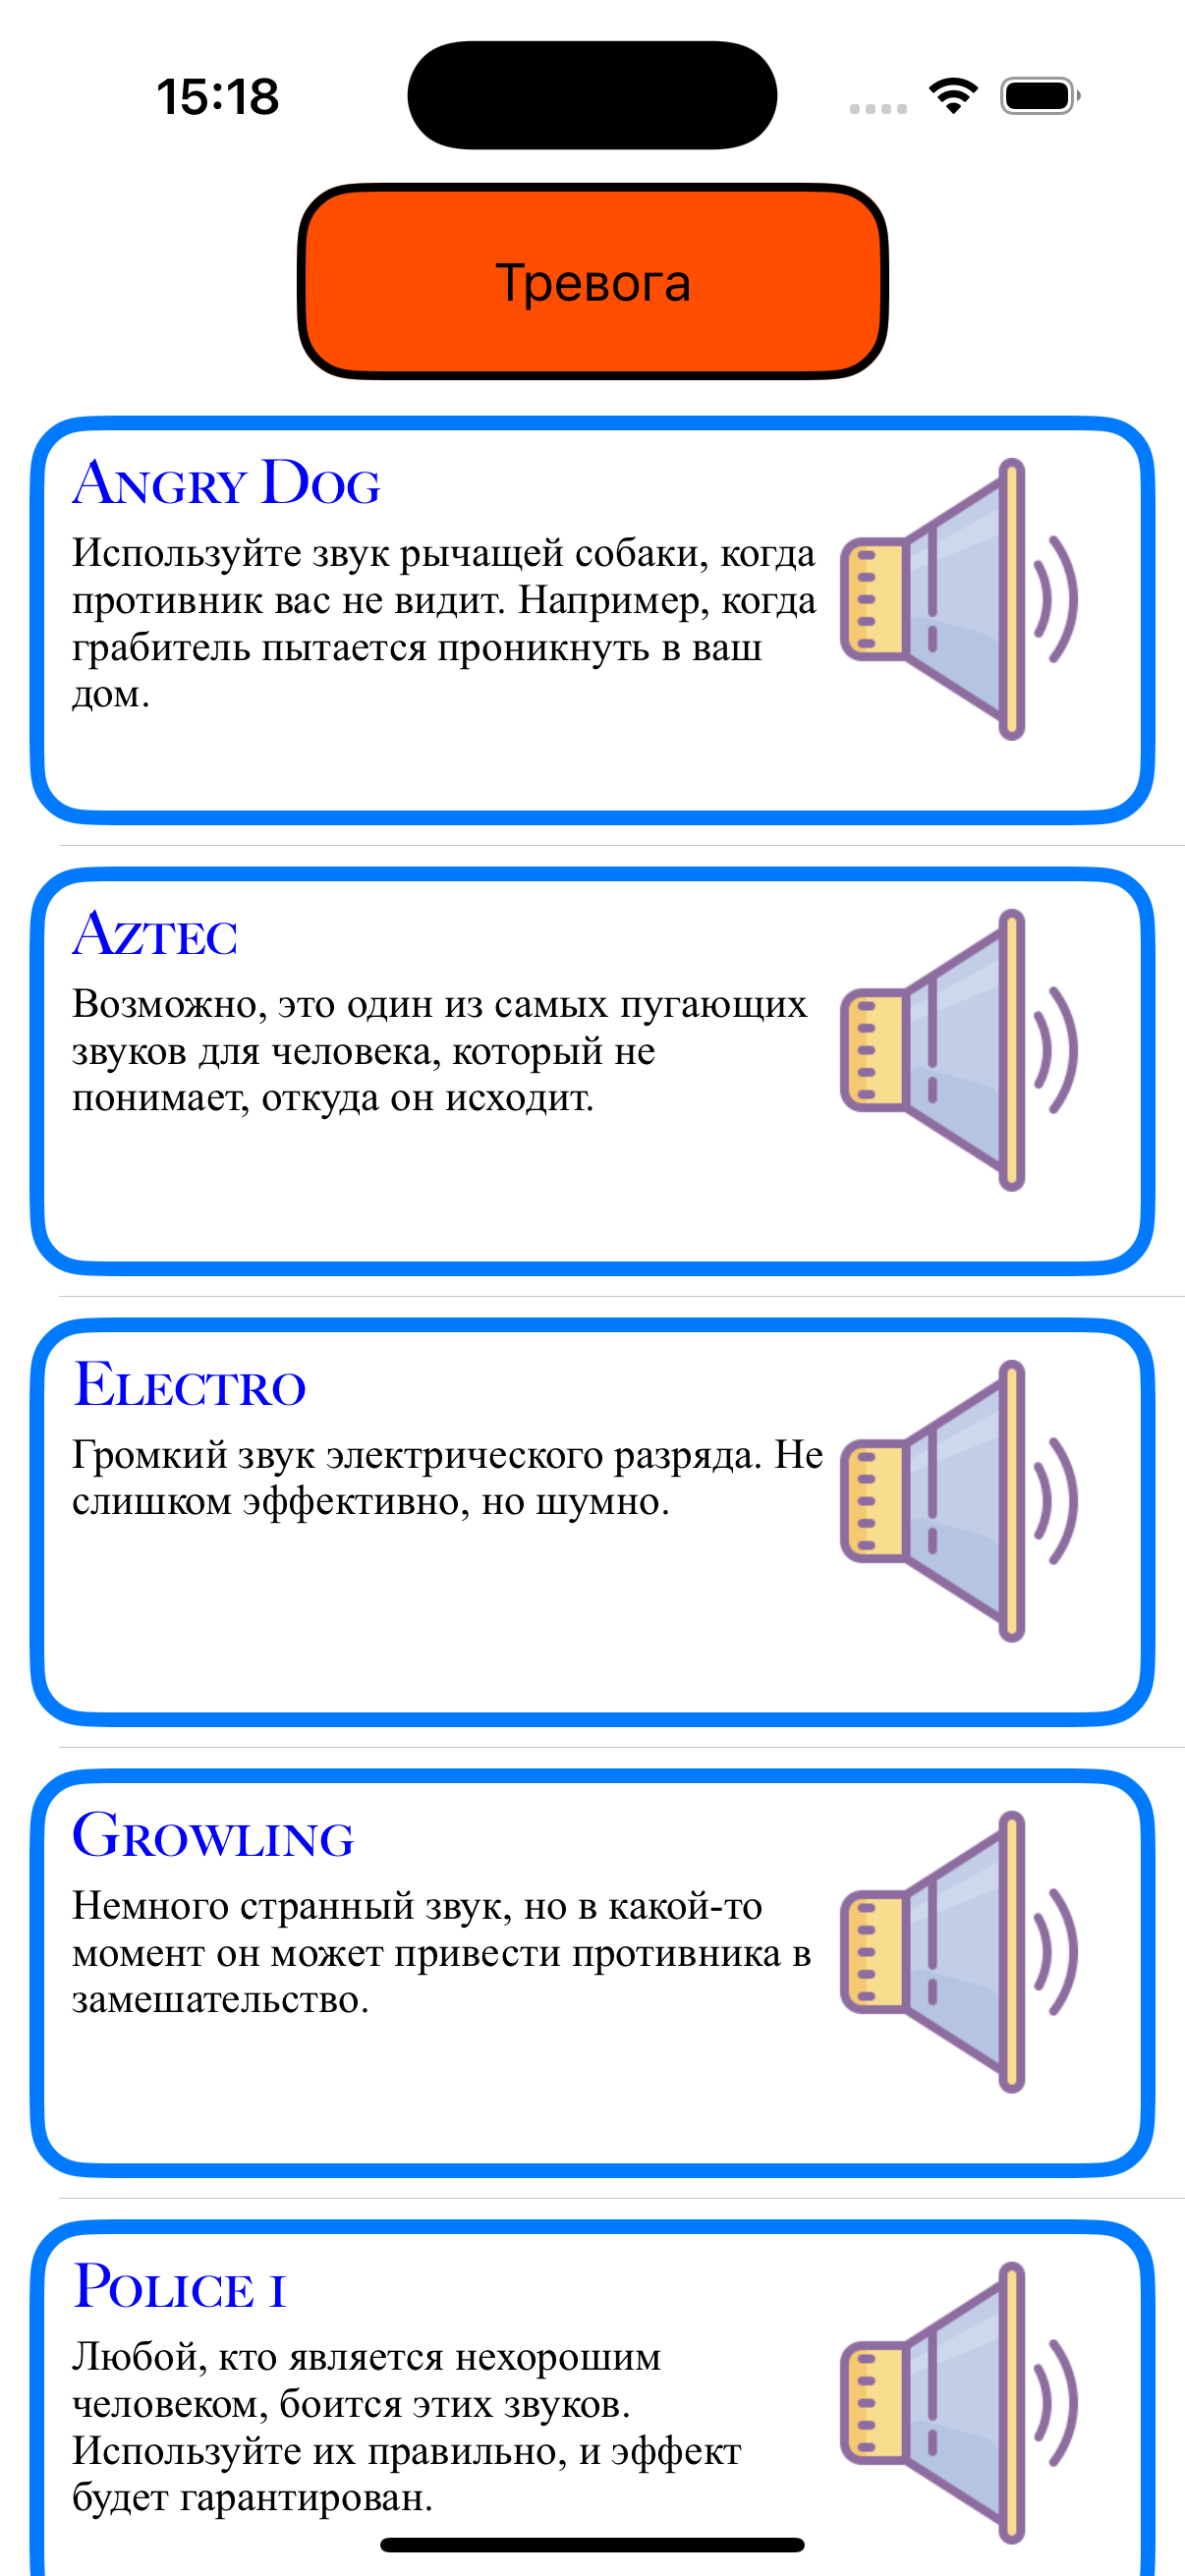 15:18
Тревога
Angry Dog
Используйте звук рычащей собаки, когда
противник вас не видит. Например, когда
грабитель пытается проникнуть в ваш
дом.
Aztec
Возможно, это один из самых пугающих
звуков для человека, который не
понимает, откуда он исходит.
Electro
Громкий звук электрического разряда. Не
слишком эффективно, но шумно.
Growling
Немного странный звук, но в какой-то
момент он может привести противника в
замешательство.
Police 1
Любой, кто является нехорошим
человеком, боится этих звуков.
Используйте их правильно, и эффект
будет гарантирован.